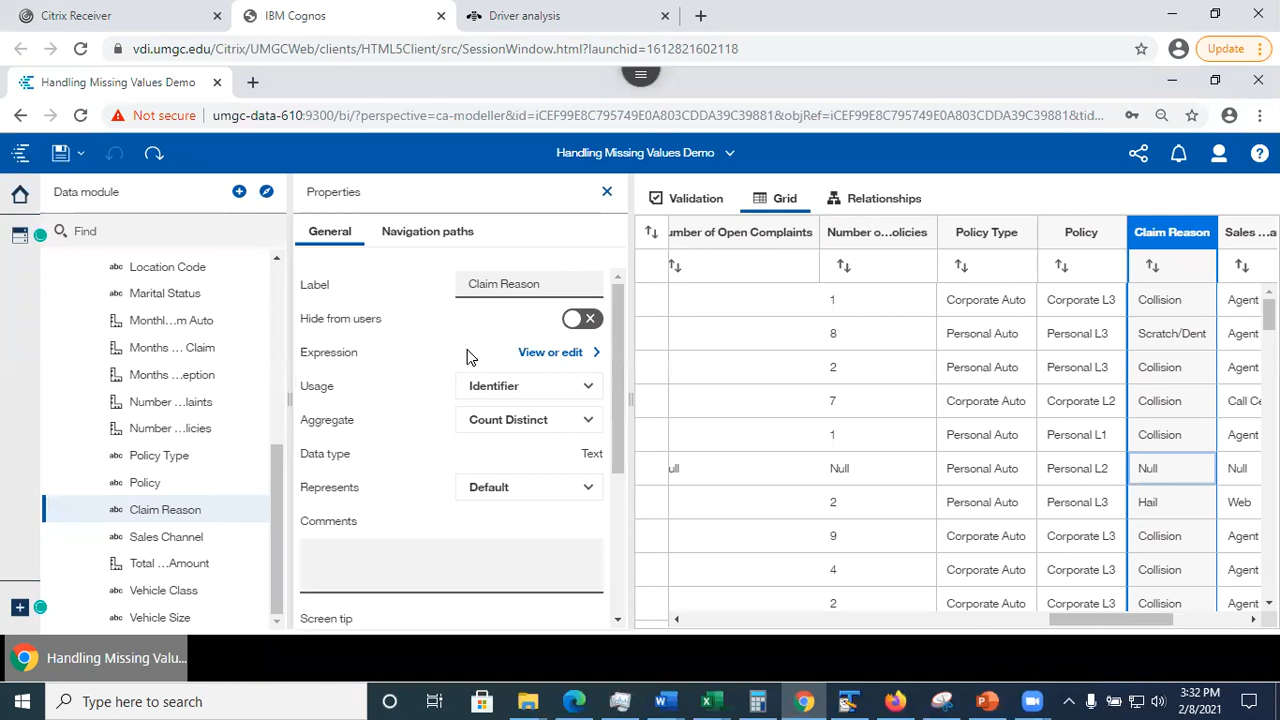 Citrix Receiver
IBM Cognos
Driver analysis
vdi.umgc.edu/Citrix/UMGCWeb/clients/HTML5Client/src/SessionWindow.html?launchid=1612821602118
Update
Handling Missing Values Demo
Not secure
umgc-data-610:9300/bi/?perspective=ca-modeller&id=iCEF99E8C795749E0A803CDDA39C39881&objRef=iCEF99E8C795749E0A803CDDA39C39881&tid...
Handling Missing Values Demo
Data module
Find
Location Code
Marital Status
Monthl...m Auto
Months ... Claim
Months ...eption
Number ...laints
Number ...licies
Policy Type
Policy
Claim Reason
Sales Channel
Total ...Amount
Vehicle Class
Vehicle Size
Properties
General
Navigation paths
Label
Claim Reason
Hide from users
Expression
View or edit
Usage
Identifier
Aggregate
Count Distinct
Data type
Text
Represents
Default
Comments
Screen tip
Validation
Grid
Relationships
umber of Open Complaints
Number o...olicies
Policy Type
Policy
Claim Reason
Sales ...a
1 Corporate Auto Corporate L3 Collision Agent
8 Personal Auto Personal L3 Scratch/Dent Agent
2 Personal Auto Personal L3 Collision Agent
7 Corporate Auto Corporate L2 Collision Call Ce
1 Personal Auto Personal L1 Collision Agent
ull Null Personal Auto Personal L2 Null Null
2 Personal Auto Personal L3 Hail Web
9 Corporate Auto Corporate L3 Collision Agent
4 Corporate Auto Corporate L3 Collision Agent
2 Personal Auto Corporate L3 Collision Agent
Handling Missing Valu...
Type here to search
3:32 PM
2/8/2021